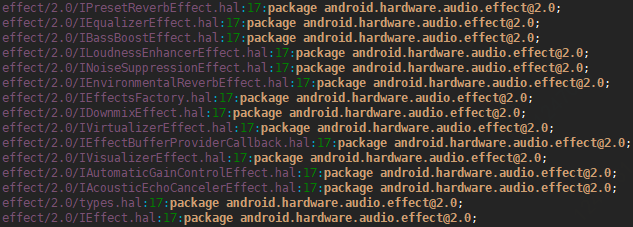 effect/2.0/IPresetReverbEffect.hal:17:package android.hardware.audio.effect@2.0;
effect/2.0/IEqualizerEffect.hal:17:package android.hardware.audio.effect@2.0;
effect/2.0/IBassBoostEffect.hal:17:package android.hardware.audio.effect@2.0;
effect/2.0/ILoudnessEnhancerEffect.hal:17:package android.hardware.audio.effect@2.0;
effect/2.0/INoiseSuppressionEffect.hal:17:package android.hardware.audio.effect@2.0;
effect/2.0/IEnvironmentalReverbEffect.hal:17:package android.hardware.audio.effect@2.0;
effect/2.0/IEffectsFactory.hal:17:package android.hardware.audio.effect@2.0;
effect/2.0/IDownmixEffect.hal:17:package android.hardware.audio.effect@2.0;
effect/2.0/IVirtualizerEffect.hal:17:package android.hardware.audio.effect@2.0;
effect/2.0/IEffectBufferProviderCallback.hal:17:package android.hardware.audio.effect@2.0;
effect/2.0/IVisualizerEffect.hal:17:package android.hardware.audio.effect@2.0;
effect/2.0/IAutomaticGainControlEffect.hal:17:package android.hardware.audio.effect@2.0;
effect/2.0/IAcousticEchoCancelerEffect.hal:17:package android.hardware.audio.effect@2.0;
effect/2.0/types.hal:17:package android.hardware.audio.effect@2.0;
effect/2.0/IEffect.hal:17:package android.hardware.audio.effect@2.0;